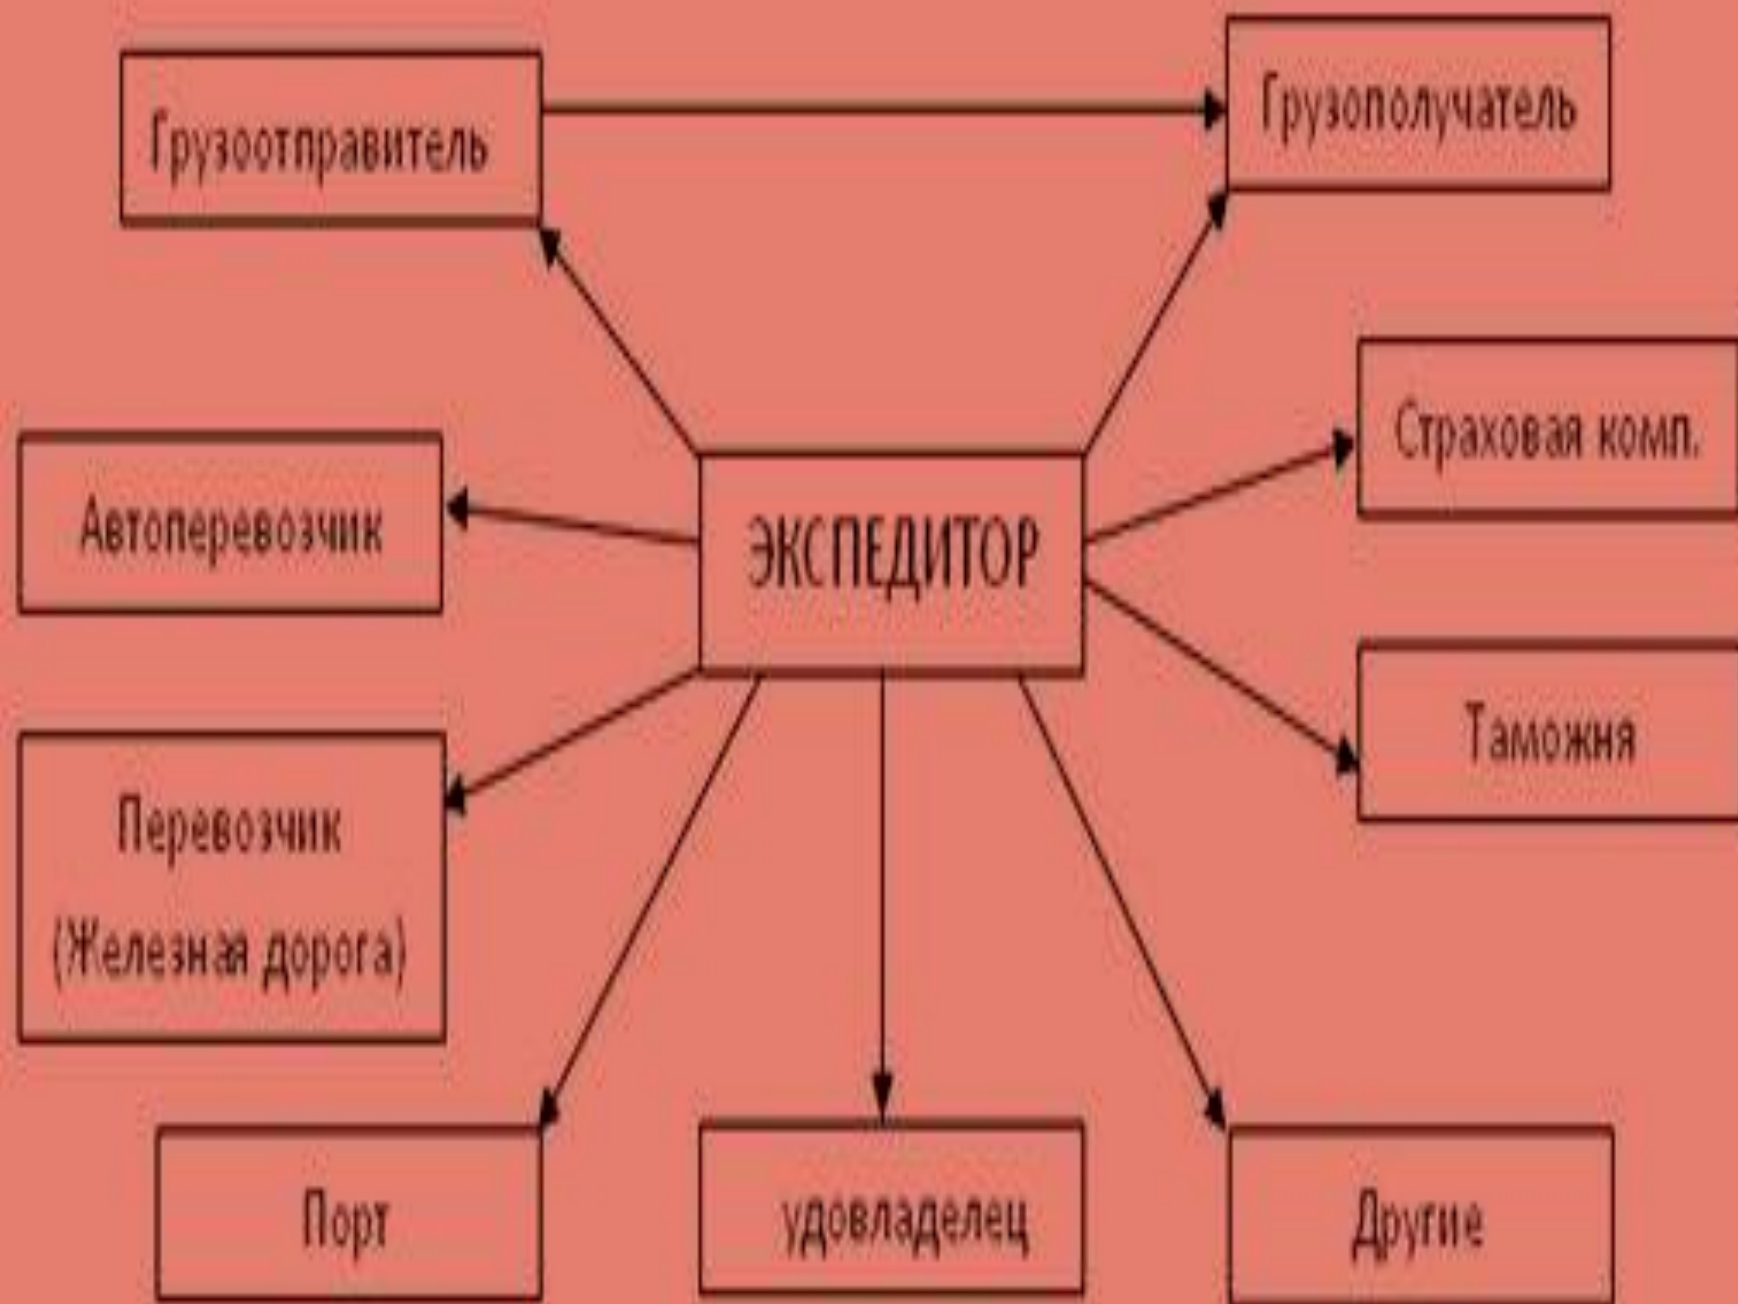 Грузоотправитель
Грузополучатель
Страховая комп.
Автоперевозчик
ЭКСПЕДИТОР
Таможня
Перевозчик
(Железная дорога)
Порт
удовладелец
Другие